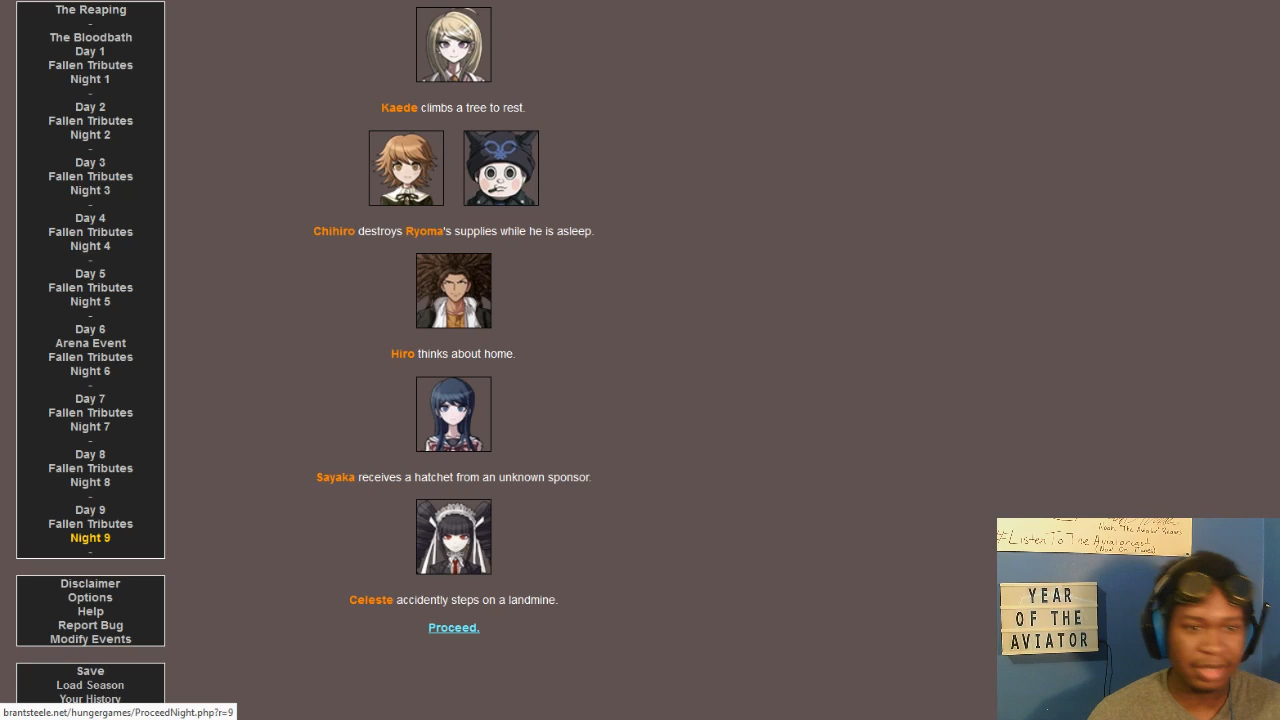 The Reaping
-
The Bloodbath
Day 1
Fallen Tributes
Night 1
-
Day 2
Fallen Tributes
Night 2
-
Day 3
Fallen Tributes
Night 3
-
Day 4
Fallen Tributes
Night 4
-
Day 5
Fallen Tributes
Night 5
-
Day 6
Arena Event
Fallen Tributes
Night 6
-
Day 7
Fallen Tributes
Night 7
-
Day 8
Fallen Tributes
Night 8
-
Day 9
Fallen Tributes
Night 9
-
Disclaimer
Options
Help
Report Bug
Modify Events
Save
Load Season
Your History
brantsteele.net/hungergames/ProceedNight.php?r=9
Kaede climbs a tree to rest.
Chihiro destroys Ryoma's supplies while he is asleep.
Hiro thinks about home.
Sayaka receives a hatchet from an unknown sponsor.
Celeste accidently steps on a landmine.
Proceed.
#ListenToTheAviatorcast
(Now On iTunes)
YEAR
OF THE
AVIATOR